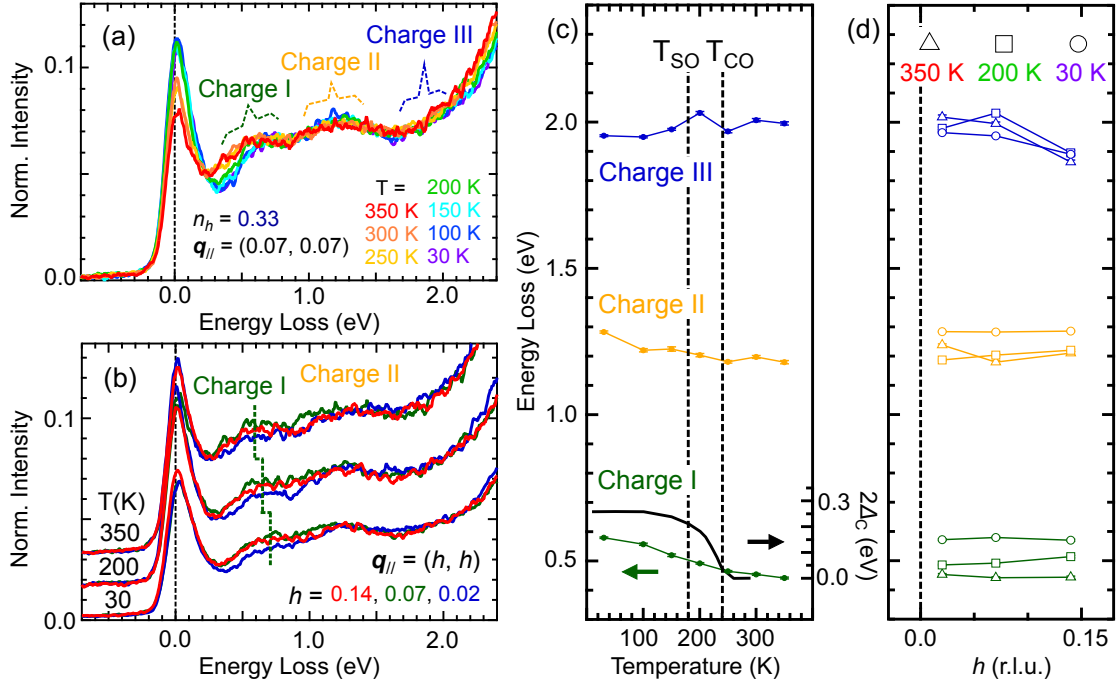 (a)
Charge III
Charge II
Charge I
0.1
0.0
Norm. Intensity
T =
200 K
350 K
150 K
300 K
100 K
250 K
30 K
n_h = 0.33
q_// = (0.07, 0.07)
0.0
1.0
2.0
Energy Loss (eV)
(b)
Charge I
Charge II
0.1
0.0
Norm. Intensity
T(K)
350
200
30
q_// = (h, h)
h = 0.14, 0.07, 0.02
0.0
1.0
2.0
Energy Loss (eV)
(c)
T_SO T_CO
Charge III
Charge II
Charge I
2.0
1.5
1.0
0.5
Energy Loss (eV)
0.3
0.0
2Δ_C (eV)
100
200
300
Temperature (K)
(d)
350 K
200 K
30 K
0.0
0.15
h (r.l.u.)